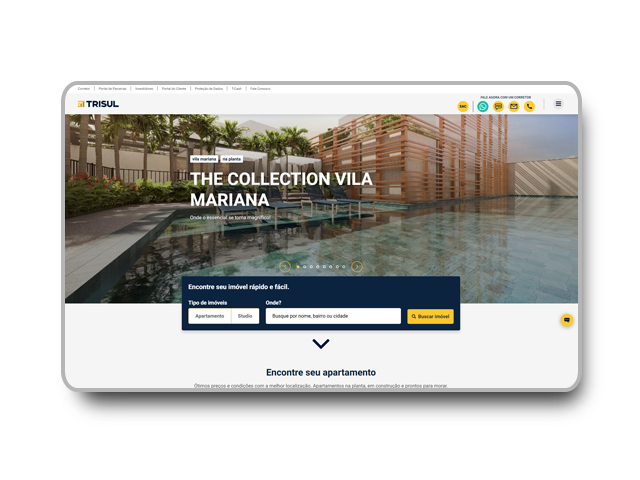 Contato
Portal de Parceiros
Investidores
Portal do Cliente
Proteção de Dados
T.Cash
Fale Conosco
TRISUL
FALE AGORA COM UM CORRETOR
SAC
vila mariana
na planta
THE COLLECTION VILA
MARIANA
Onde o essencial se torna magnífico!
Encontre seu imóvel rápido e fácil.
Tipo de imóveis
Onde?
Apartamento
Studio
Busque por nome, bairro ou cidade
Buscar imóvel
Encontre seu apartamento
Ótimos preços e condições com a melhor localização. Apartamentos na planta, em construção e prontos para morar.